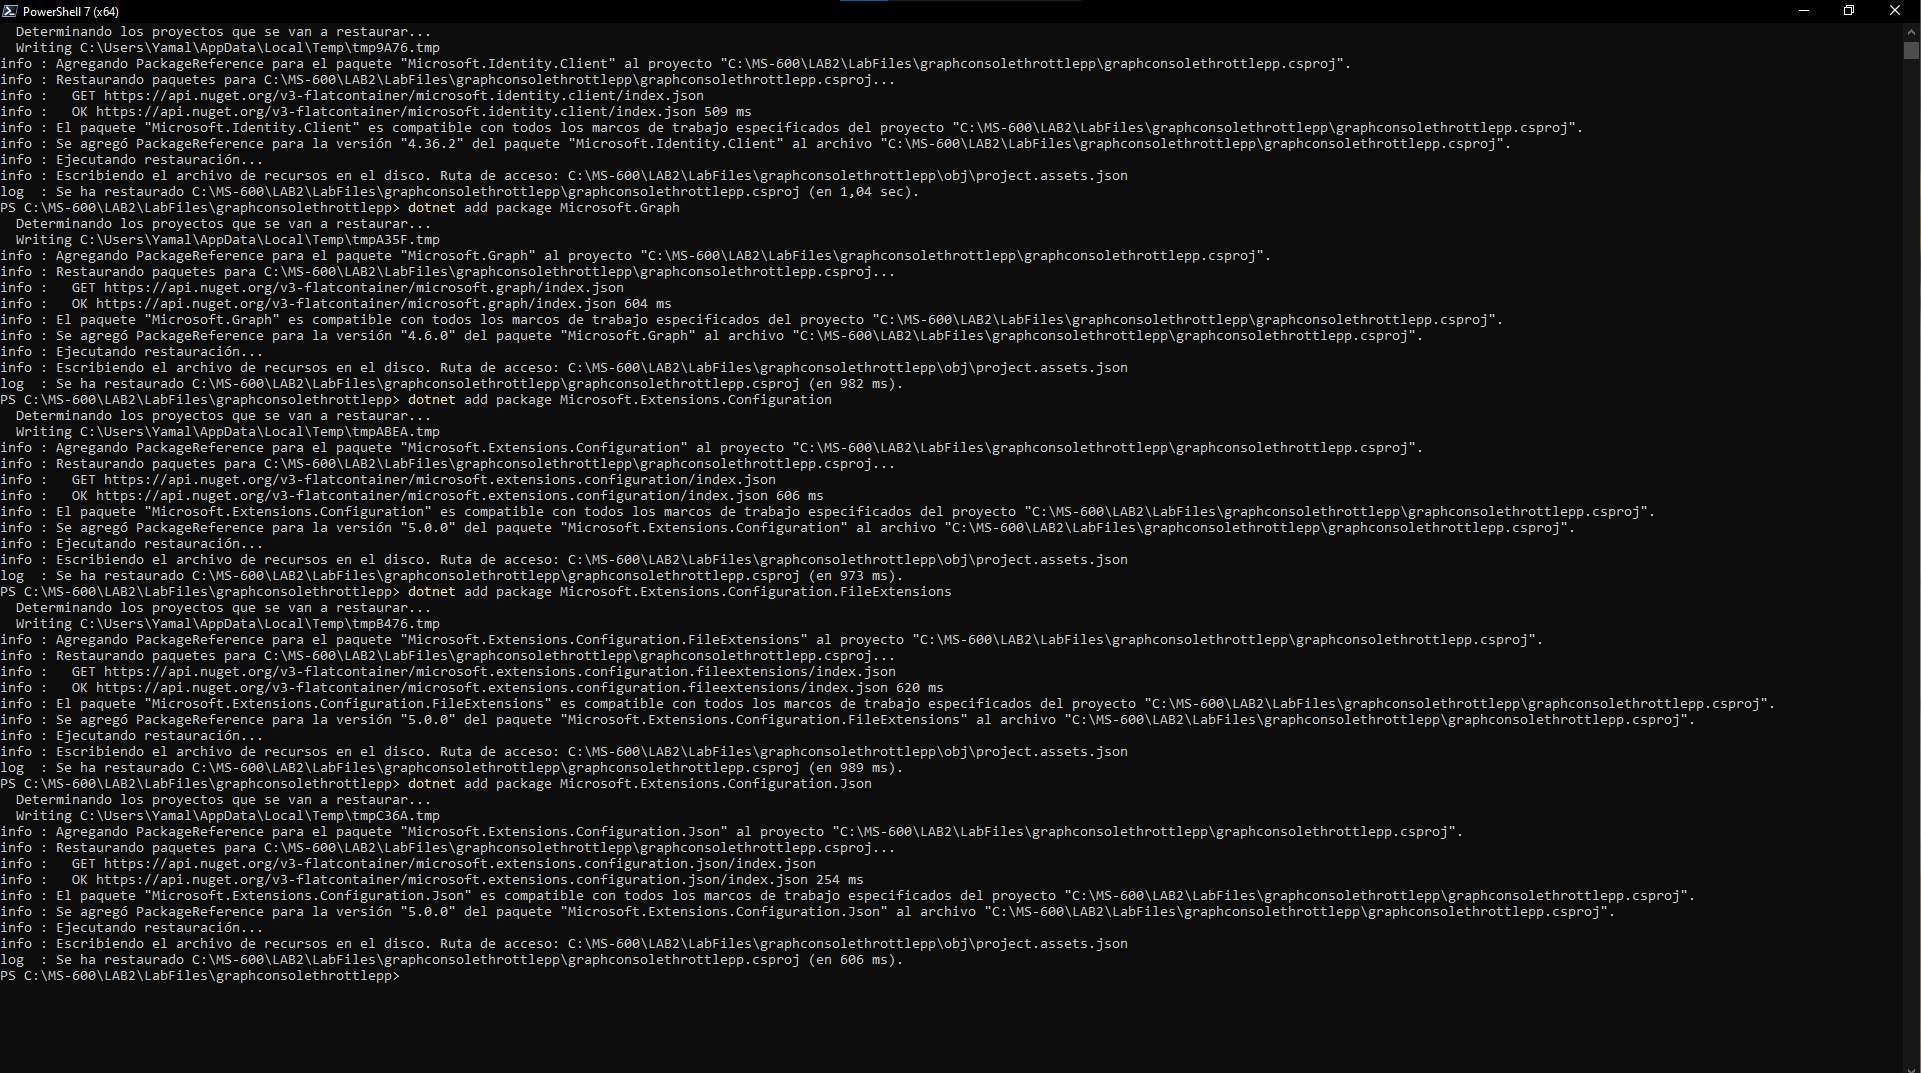 PowerShell 7 (x64)
  Determinando los proyectos que se van a restaurar...
  Writing C:\Users\Yamal\AppData\Local\Temp\tmp9A76.tmp
info : Agregando PackageReference para el paquete "Microsoft.Identity.Client" al proyecto "C:\MS-600\LAB2\LabFiles\graphconsolethrottlepp\graphconsolethrottlepp.csproj".
info : Restaurando paquetes para C:\MS-600\LAB2\LabFiles\graphconsolethrottlepp\graphconsolethrottlepp.csproj...
info :   GET https://api.nuget.org/v3-flatcontainer/microsoft.identity.client/index.json
info :   OK https://api.nuget.org/v3-flatcontainer/microsoft.identity.client/index.json 509 ms
info : El paquete "Microsoft.Identity.Client" es compatible con todos los marcos de trabajo especificados del proyecto "C:\MS-600\LAB2\LabFiles\graphconsolethrottlepp\graphconsolethrottlepp.csproj".
info : Se agregó PackageReference para la versión "4.36.2" del paquete "Microsoft.Identity.Client" al archivo "C:\MS-600\LAB2\LabFiles\graphconsolethrottlepp\graphconsolethrottlepp.csproj".
info : Ejecutando restauración...
info : Escribiendo el archivo de recursos en el disco. Ruta de acceso: C:\MS-600\LAB2\LabFiles\graphconsolethrottlepp\obj\project.assets.json
log  : Se ha restaurado C:\MS-600\LAB2\LabFiles\graphconsolethrottlepp\graphconsolethrottlepp.csproj (en 1,04 sec).
PS C:\MS-600\LAB2\LabFiles\graphconsolethrottlepp> dotnet add package Microsoft.Graph
  Determinando los proyectos que se van a restaurar...
  Writing C:\Users\Yamal\AppData\Local\Temp\tmpA35F.tmp
info : Agregando PackageReference para el paquete "Microsoft.Graph" al proyecto "C:\MS-600\LAB2\LabFiles\graphconsolethrottlepp\graphconsolethrottlepp.csproj".
info : Restaurando paquetes para C:\MS-600\LAB2\LabFiles\graphconsolethrottlepp\graphconsolethrottlepp.csproj...
info :   GET https://api.nuget.org/v3-flatcontainer/microsoft.graph/index.json
info :   OK https://api.nuget.org/v3-flatcontainer/microsoft.graph/index.json 604 ms
info : El paquete "Microsoft.Graph" es compatible con todos los marcos de trabajo especificados del proyecto "C:\MS-600\LAB2\LabFiles\graphconsolethrottlepp\graphconsolethrottlepp.csproj".
info : Se agregó PackageReference para la versión "4.6.0" del paquete "Microsoft.Graph" al archivo "C:\MS-600\LAB2\LabFiles\graphconsolethrottlepp\graphconsolethrottlepp.csproj".
info : Ejecutando restauración...
info : Escribiendo el archivo de recursos en el disco. Ruta de acceso: C:\MS-600\LAB2\LabFiles\graphconsolethrottlepp\obj\project.assets.json
log  : Se ha restaurado C:\MS-600\LAB2\LabFiles\graphconsolethrottlepp\graphconsolethrottlepp.csproj (en 982 ms).
PS C:\MS-600\LAB2\LabFiles\graphconsolethrottlepp> dotnet add package Microsoft.Extensions.Configuration
  Determinando los proyectos que se van a restaurar...
  Writing C:\Users\Yamal\AppData\Local\Temp\tmpABEA.tmp
info : Agregando PackageReference para el paquete "Microsoft.Extensions.Configuration" al proyecto "C:\MS-600\LAB2\LabFiles\graphconsolethrottlepp\graphconsolethrottlepp.csproj".
info : Restaurando paquetes para C:\MS-600\LAB2\LabFiles\graphconsolethrottlepp\graphconsolethrottlepp.csproj...
info :   GET https://api.nuget.org/v3-flatcontainer/microsoft.extensions.configuration/index.json
info :   OK https://api.nuget.org/v3-flatcontainer/microsoft.extensions.configuration/index.json 606 ms
info : El paquete "Microsoft.Extensions.Configuration" es compatible con todos los marcos de trabajo especificados del proyecto "C:\MS-600\LAB2\LabFiles\graphconsolethrottlepp\graphconsolethrottlepp.csproj".
info : Se agregó PackageReference para la versión "5.0.0" del paquete "Microsoft.Extensions.Configuration" al archivo "C:\MS-600\LAB2\LabFiles\graphconsolethrottlepp\graphconsolethrottlepp.csproj".
info : Ejecutando restauración...
info : Escribiendo el archivo de recursos en el disco. Ruta de acceso: C:\MS-600\LAB2\LabFiles\graphconsolethrottlepp\obj\project.assets.json
log  : Se ha restaurado C:\MS-600\LAB2\LabFiles\graphconsolethrottlepp\graphconsolethrottlepp.csproj (en 973 ms).
PS C:\MS-600\LAB2\LabFiles\graphconsolethrottlepp> dotnet add package Microsoft.Extensions.Configuration.FileExtensions
  Determinando los proyectos que se van a restaurar...
  Writing C:\Users\Yamal\AppData\Local\Temp\tmpB476.tmp
info : Agregando PackageReference para el paquete "Microsoft.Extensions.Configuration.FileExtensions" al proyecto "C:\MS-600\LAB2\LabFiles\graphconsolethrottlepp\graphconsolethrottlepp.csproj".
info : Restaurando paquetes para C:\MS-600\LAB2\LabFiles\graphconsolethrottlepp\graphconsolethrottlepp.csproj...
info :   GET https://api.nuget.org/v3-flatcontainer/microsoft.extensions.configuration.fileextensions/index.json
info :   OK https://api.nuget.org/v3-flatcontainer/microsoft.extensions.configuration.fileextensions/index.json 620 ms
info : El paquete "Microsoft.Extensions.Configuration.FileExtensions" es compatible con todos los marcos de trabajo especificados del proyecto "C:\MS-600\LAB2\LabFiles\graphconsolethrottlepp\graphconsolethrottlepp.csproj".
info : Se agregó PackageReference para la versión "5.0.0" del paquete "Microsoft.Extensions.Configuration.FileExtensions" al archivo "C:\MS-600\LAB2\LabFiles\graphconsolethrottlepp\graphconsolethrottlepp.csproj".
info : Ejecutando restauración...
info : Escribiendo el archivo de recursos en el disco. Ruta de acceso: C:\MS-600\LAB2\LabFiles\graphconsolethrottlepp\obj\project.assets.json
log  : Se ha restaurado C:\MS-600\LAB2\LabFiles\graphconsolethrottlepp\graphconsolethrottlepp.csproj (en 989 ms).
PS C:\MS-600\LAB2\LabFiles\graphconsolethrottlepp> dotnet add package Microsoft.Extensions.Configuration.Json
  Determinando los proyectos que se van a restaurar...
  Writing C:\Users\Yamal\AppData\Local\Temp\tmpC36A.tmp
info : Agregando PackageReference para el paquete "Microsoft.Extensions.Configuration.Json" al proyecto "C:\MS-600\LAB2\LabFiles\graphconsolethrottlepp\graphconsolethrottlepp.csproj".
info : Restaurando paquetes para C:\MS-600\LAB2\LabFiles\graphconsolethrottlepp\graphconsolethrottlepp.csproj...
info :   GET https://api.nuget.org/v3-flatcontainer/microsoft.extensions.configuration.json/index.json
info :   OK https://api.nuget.org/v3-flatcontainer/microsoft.extensions.configuration.json/index.json 254 ms
info : El paquete "Microsoft.Extensions.Configuration.Json" es compatible con todos los marcos de trabajo especificados del proyecto "C:\MS-600\LAB2\LabFiles\graphconsolethrottlepp\graphconsolethrottlepp.csproj".
info : Se agregó PackageReference para la versión "5.0.0" del paquete "Microsoft.Extensions.Configuration.Json" al archivo "C:\MS-600\LAB2\LabFiles\graphconsolethrottlepp\graphconsolethrottlepp.csproj".
info : Ejecutando restauración...
info : Escribiendo el archivo de recursos en el disco. Ruta de acceso: C:\MS-600\LAB2\LabFiles\graphconsolethrottlepp\obj\project.assets.json
log  : Se ha restaurado C:\MS-600\LAB2\LabFiles\graphconsolethrottlepp\graphconsolethrottlepp.csproj (en 606 ms).
PS C:\MS-600\LAB2\LabFiles\graphconsolethrottlepp>